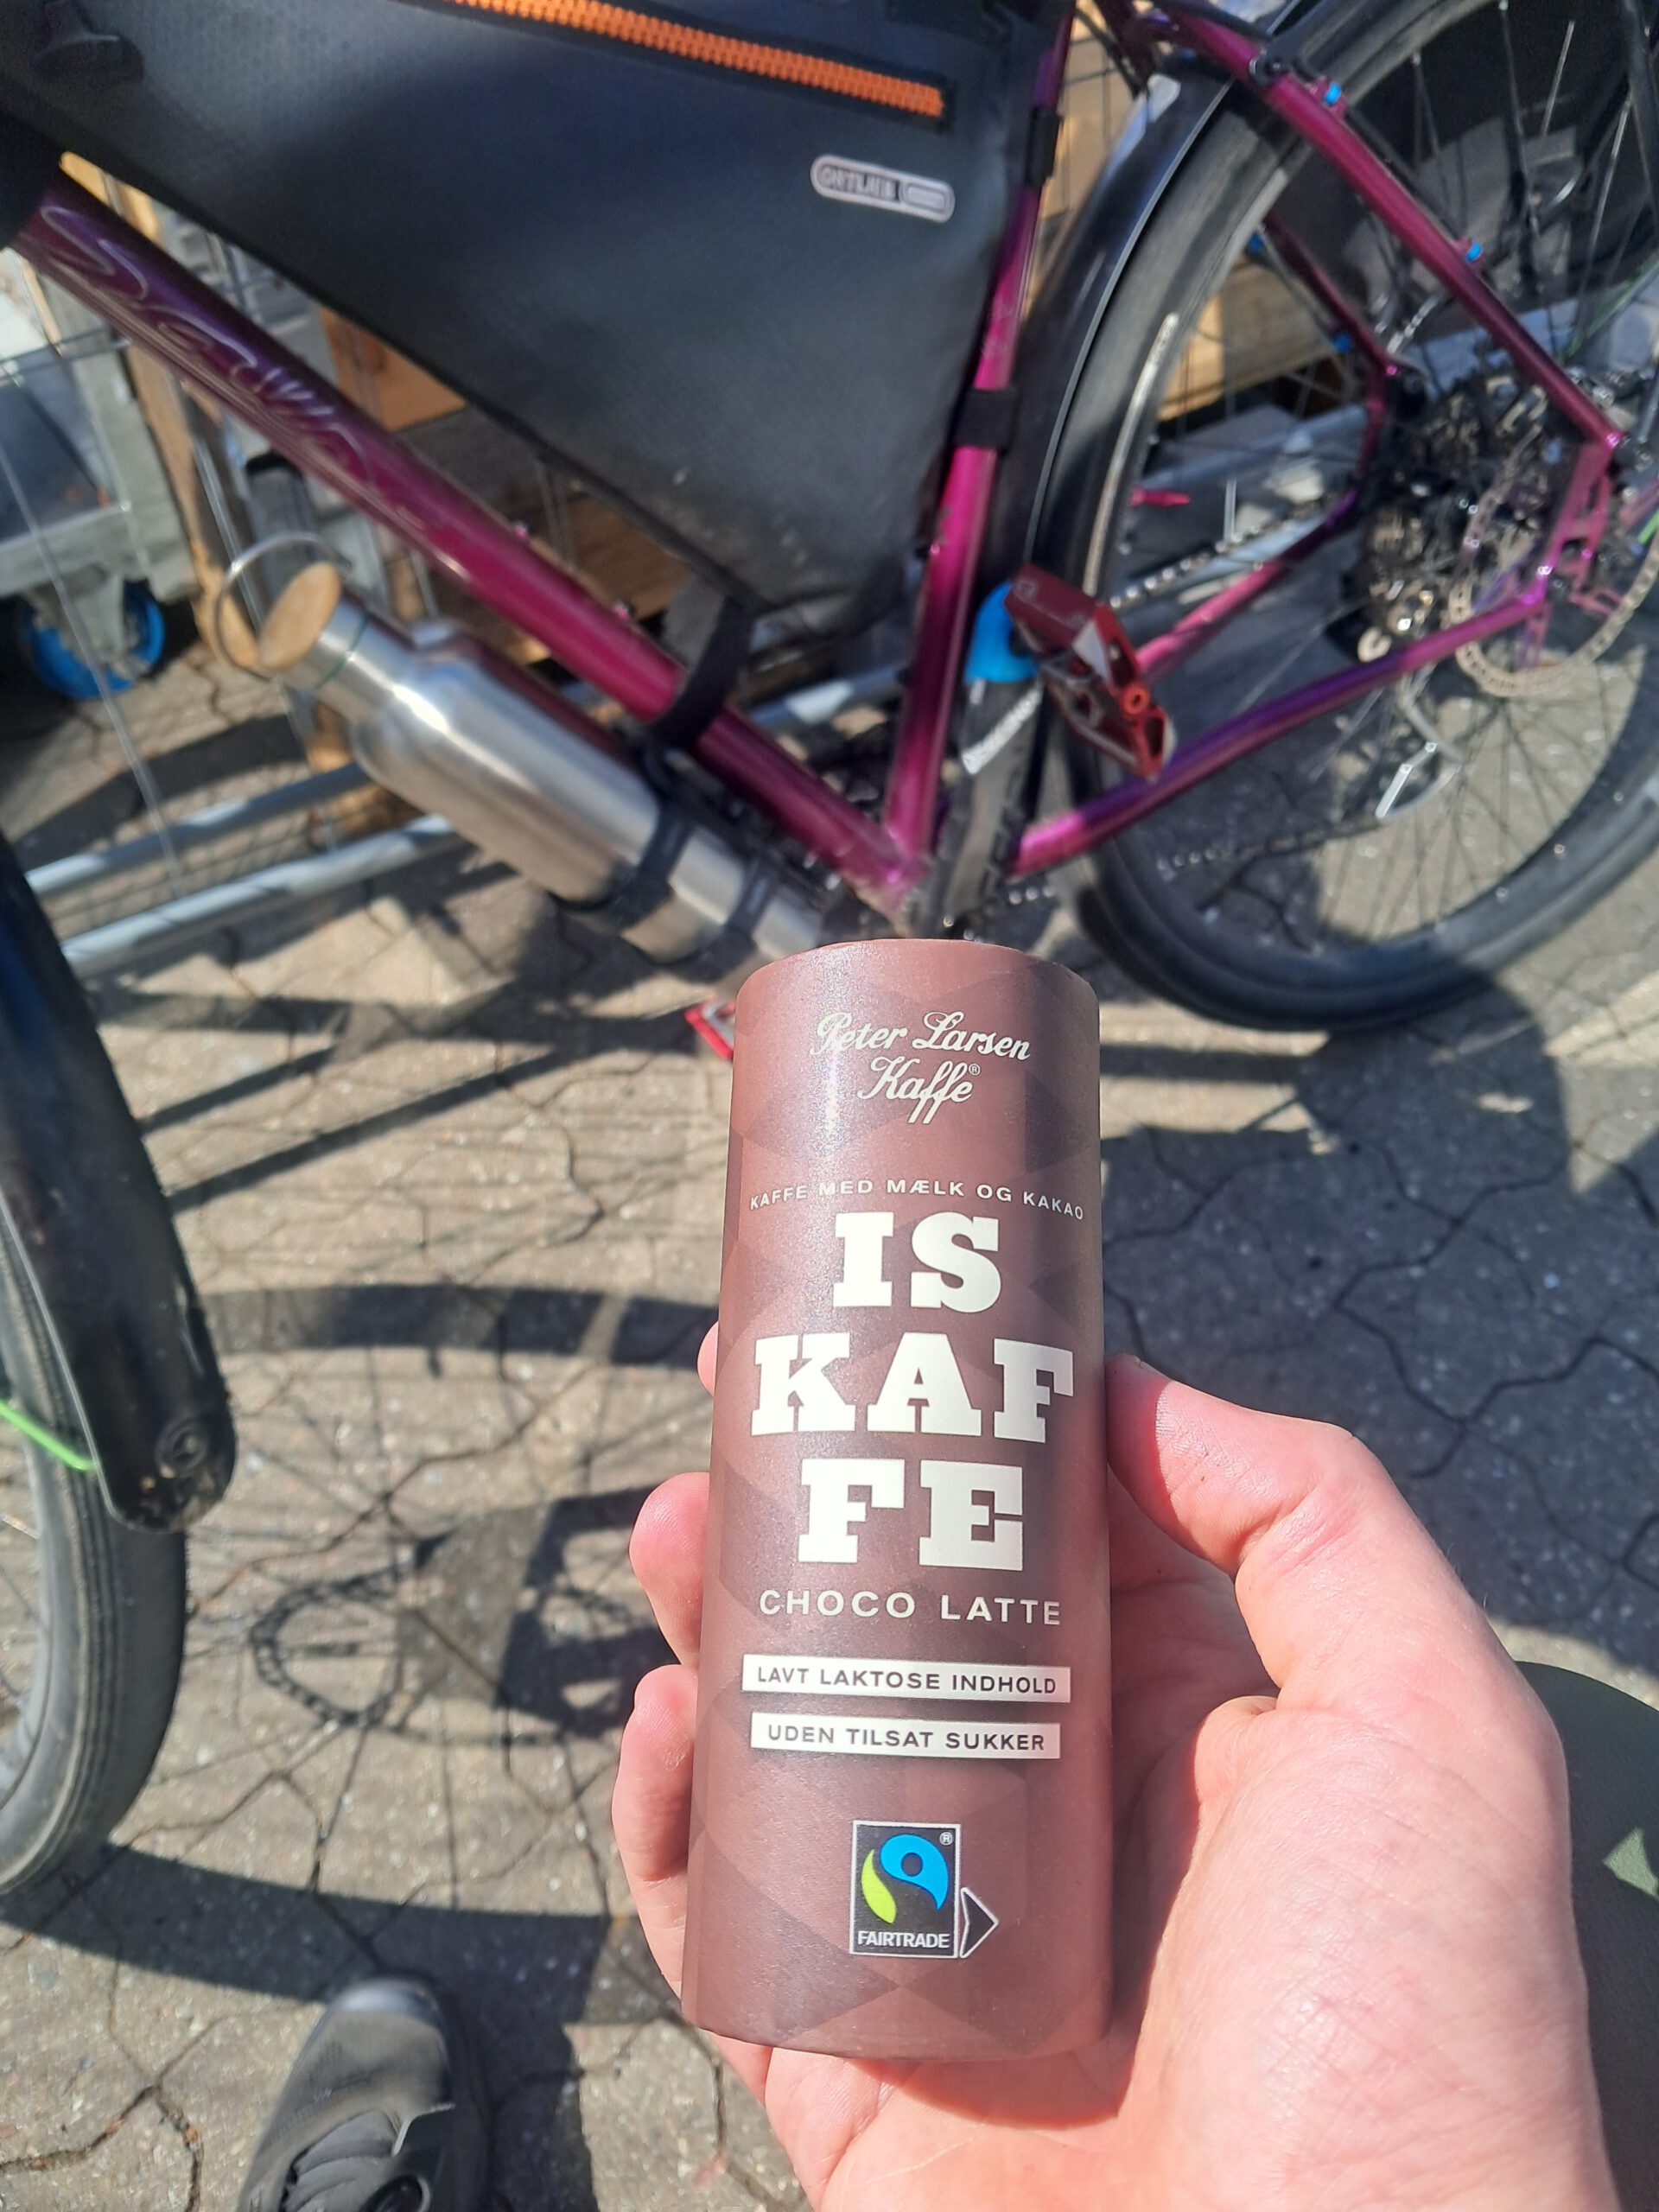 ORTLIEB
Peter Larsen
Kaffe®
KAFFE MED MÆLK OG KAKAO
IS
KAF
FE
CHOCO LATTE
LAVT LAKTOSE INDHOLD
UDEN TILSAT SUKKER
®
FAIRTRADE